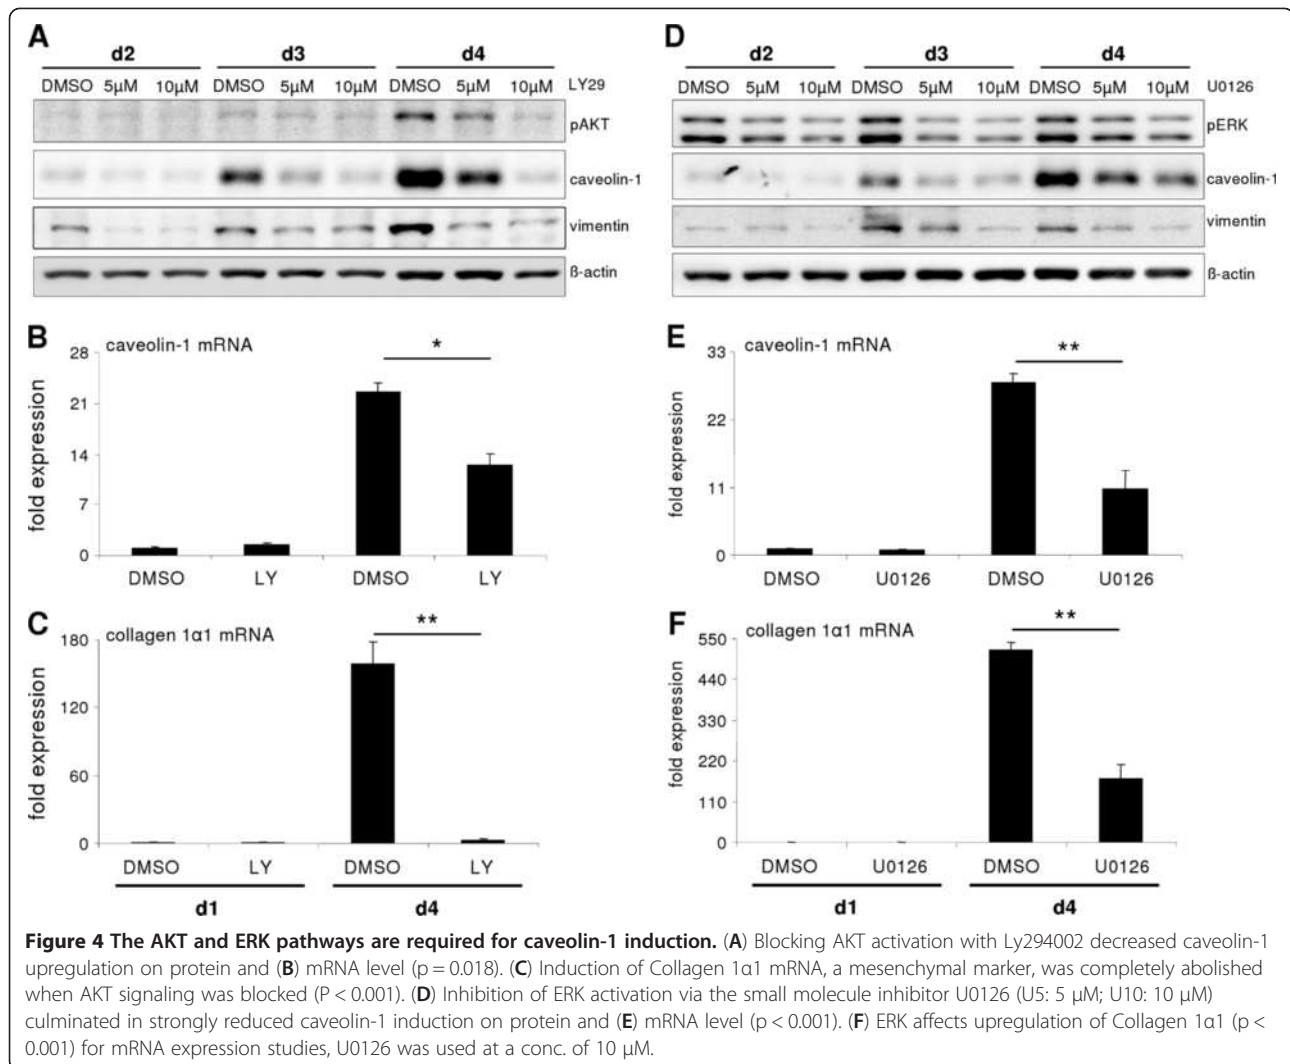 A
d2 d3 d4
DMSO 5μM 10μM DMSO 5μM 10μM DMSO 5μM 10μM LY29
pAKT
caveolin-1
vimentin
ß-actin
D
d2 d3 d4
DMSO 5μM 10μM DMSO 5μM 10μM DMSO 5μM 10μM U0126
pERK
caveolin-1
vimentin
ß-actin
B
caveolin-1 mRNA
*
fold expression
28
21
14
7
0
DMSO LY DMSO LY
E
caveolin-1 mRNA
**
fold expression
33
22
11
0
DMSO U0126 DMSO U0126
C
collagen 1α1 mRNA
**
fold expression
180
120
60
0
DMSO LY DMSO LY
d1 d4
F
collagen 1α1 mRNA
**
fold expression
550
440
330
220
110
0
DMSO U0126 DMSO U0126
d1 d4
Figure 4 The AKT and ERK pathways are required for caveolin-1 induction. (A) Blocking AKT activation with Ly294002 decreased caveolin-1
upregulation on protein and (B) mRNA level (p = 0.018). (C) Induction of Collagen 1α1 mRNA, a mesenchymal marker, was completely abolished
when AKT signaling was blocked (P < 0.001). (D) Inhibition of ERK activation via the small molecule inhibitor U0126 (U5: 5 μM; U10: 10 μM)
culminated in strongly reduced caveolin-1 induction on protein and (E) mRNA level (p < 0.001). (F) ERK affects upregulation of Collagen 1α1 (p <
0.001) for mRNA expression studies, U0126 was used at a conc. of 10 μM.